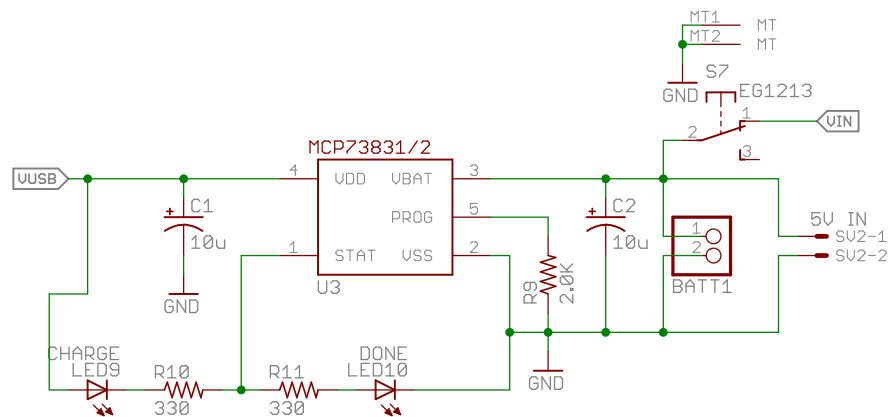 MT1 MT
MT2 MT
S7
GND EG1213
1
2
VIN
3
MCP73831/2
VUSB
4 VDD VBAT 3
C1
10u
PROG 5
1 STAT VSS 2
U3
GND
C2
10u
R9
2.0K
1
2
BATT1
5V IN
SV2-1
SV2-2
CHARGE
LED9
R10
330
R11
330
DONE
LED10
GND